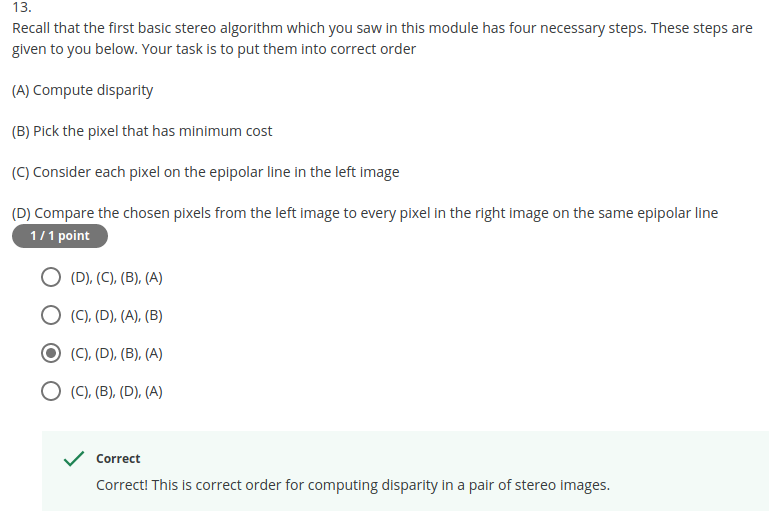 13.
Recall that the first basic stereo algorithm which you saw in this module has four necessary steps. These steps are
given to you below. Your task is to put them into correct order
(A) Compute disparity
(B) Pick the pixel that has minimum cost
(C) Consider each pixel on the epipolar line in the left image
(D) Compare the chosen pixels from the left image to every pixel in the right image on the same epipolar line
1 / 1 point
(D), (C), (B), (A)
(C), (D), (A), (B)
(C), (D), (B), (A)
(C), (B), (D), (A)
Correct
Correct! This is correct order for computing disparity in a pair of stereo images.